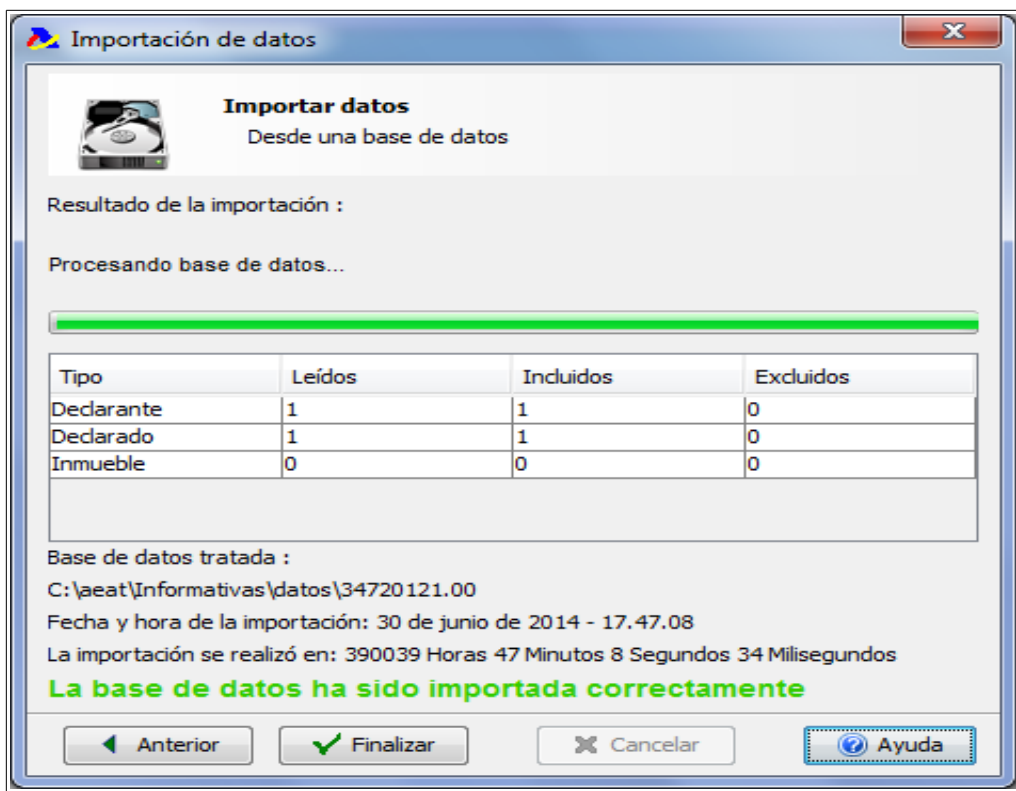 Importación de datos
Importar datos
Desde una base de datos
Resultado de la importación :
Procesando base de datos...
Tipo Leídos Incluidos Excluidos
Declarante 1 1 0
Declarado 1 1 0
Inmueble 0 0 0
Base de datos tratada :
C:\aeat\Informativas\datos\34720121.00
Fecha y hora de la importación: 30 de junio de 2014 - 17.47.08
La importación se realizó en: 390039 Horas 47 Minutos 8 Segundos 34 Milisegundos
La base de datos ha sido importada correctamente
Anterior Finalizar Cancelar Ayuda